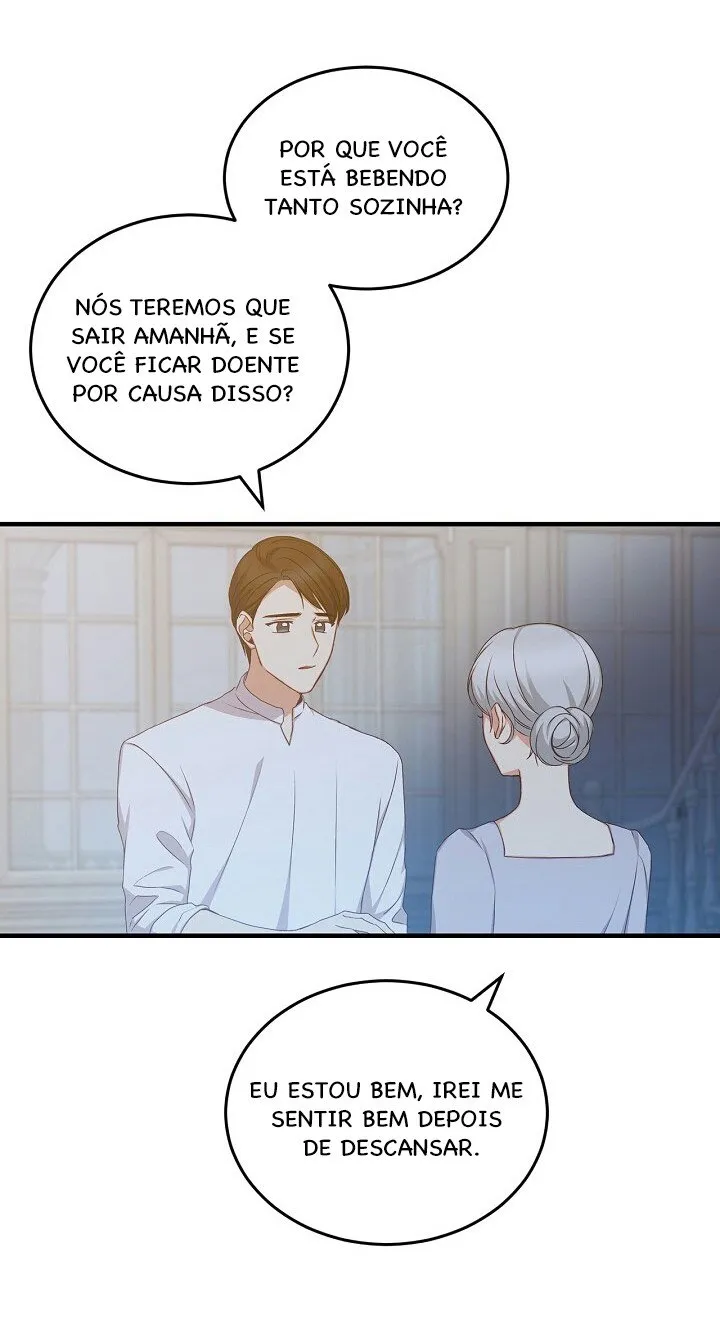 POR QUE VOCÊ
ESTÁ BEBENDO
TANTO SOZINHA?
NÓS TEREMOS QUE
SAIR AMANHÃ, E SE
VOCÊ FICAR DOENTE
POR CAUSA DISSO?
EU ESTOU BEM, IREI ME
SENTIR BEM DEPOIS
DE DESCANSAR.